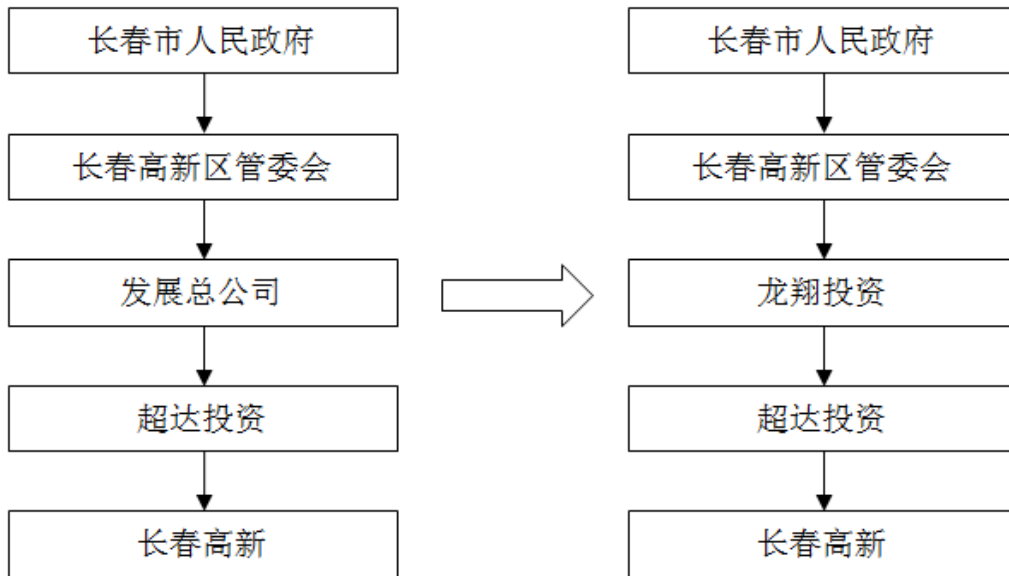 长春市人民政府
长春高新区管委会
发展总公司
超达投资
长春高新
长春市人民政府
长春高新区管委会
龙翔投资
超达投资
长春高新